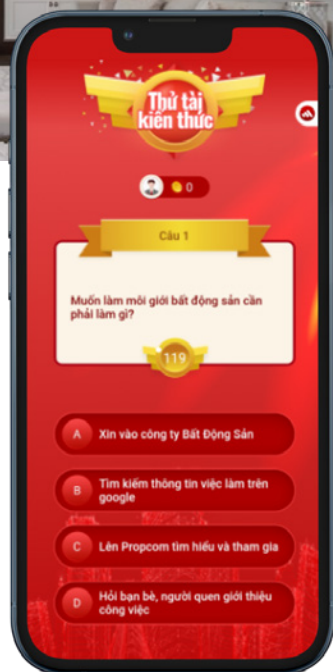 Thử tài
kiến thức
0
Câu 1
Muốn làm môi giới bất động sản cần
phải làm gì?
119
A Xin vào công ty Bất Động Sản
B Tìm kiếm thông tin việc làm trên
google
C Lên Propcom tìm hiểu và tham gia
D Hỏi bạn bè, người quen giới thiệu
công việc